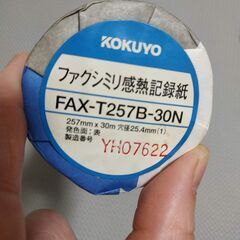 KOKUYO
ファクシミリ感熱記録紙
FAX-T257B-30N
257mm x 30m 穴径25.4mm(1)
発色面：表
製造番号
YH07622